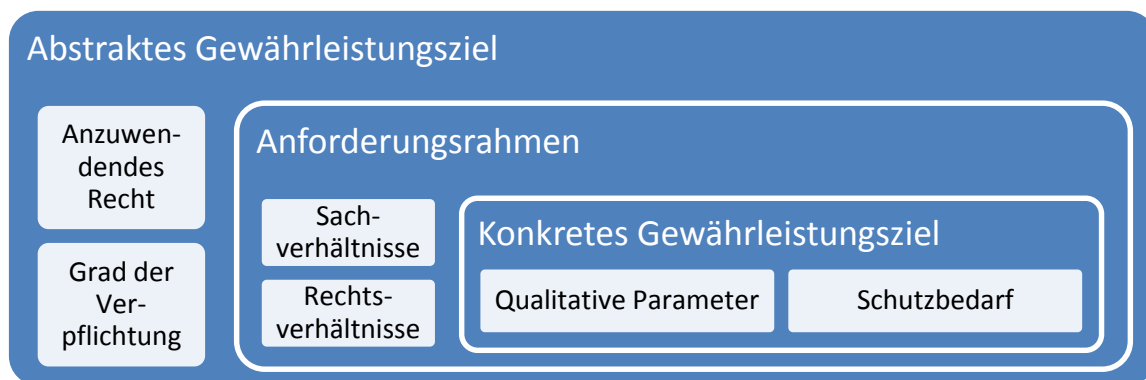 Abstraktes Gewährleistungsziel
Anzuwen-
dendes
Recht
Grad der
Ver-
pflichtung
Anforderungsrahmen
Sach-
verhältnisse
Rechts-
verhältnisse
Konkretes Gewährleistungsziel
Qualitative Parameter
Schutzbedarf